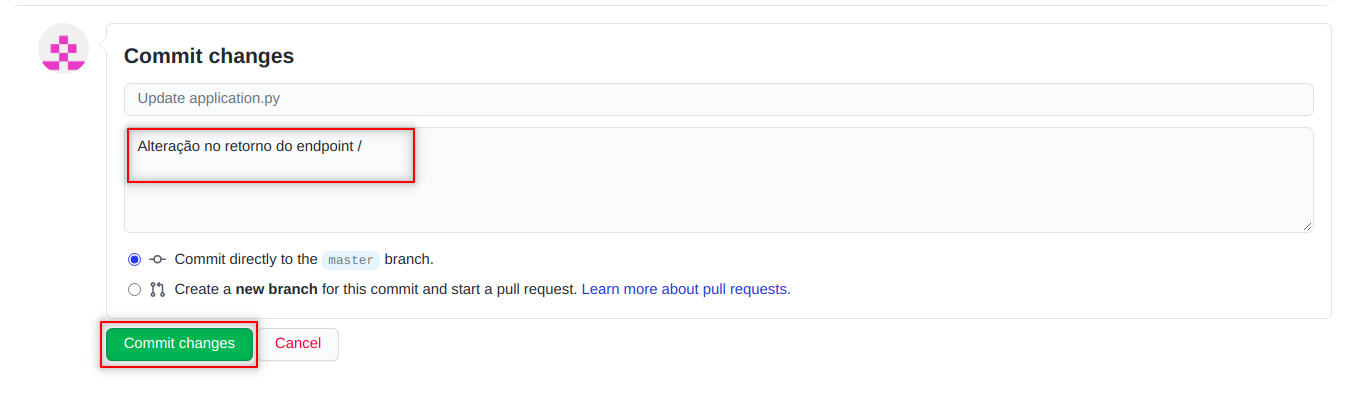 Commit changes
Update application.py
Alteração no retorno do endpoint /
Commit directly to the master branch.
Create a new branch for this commit and start a pull request. Learn more about pull requests.
Commit changes Cancel